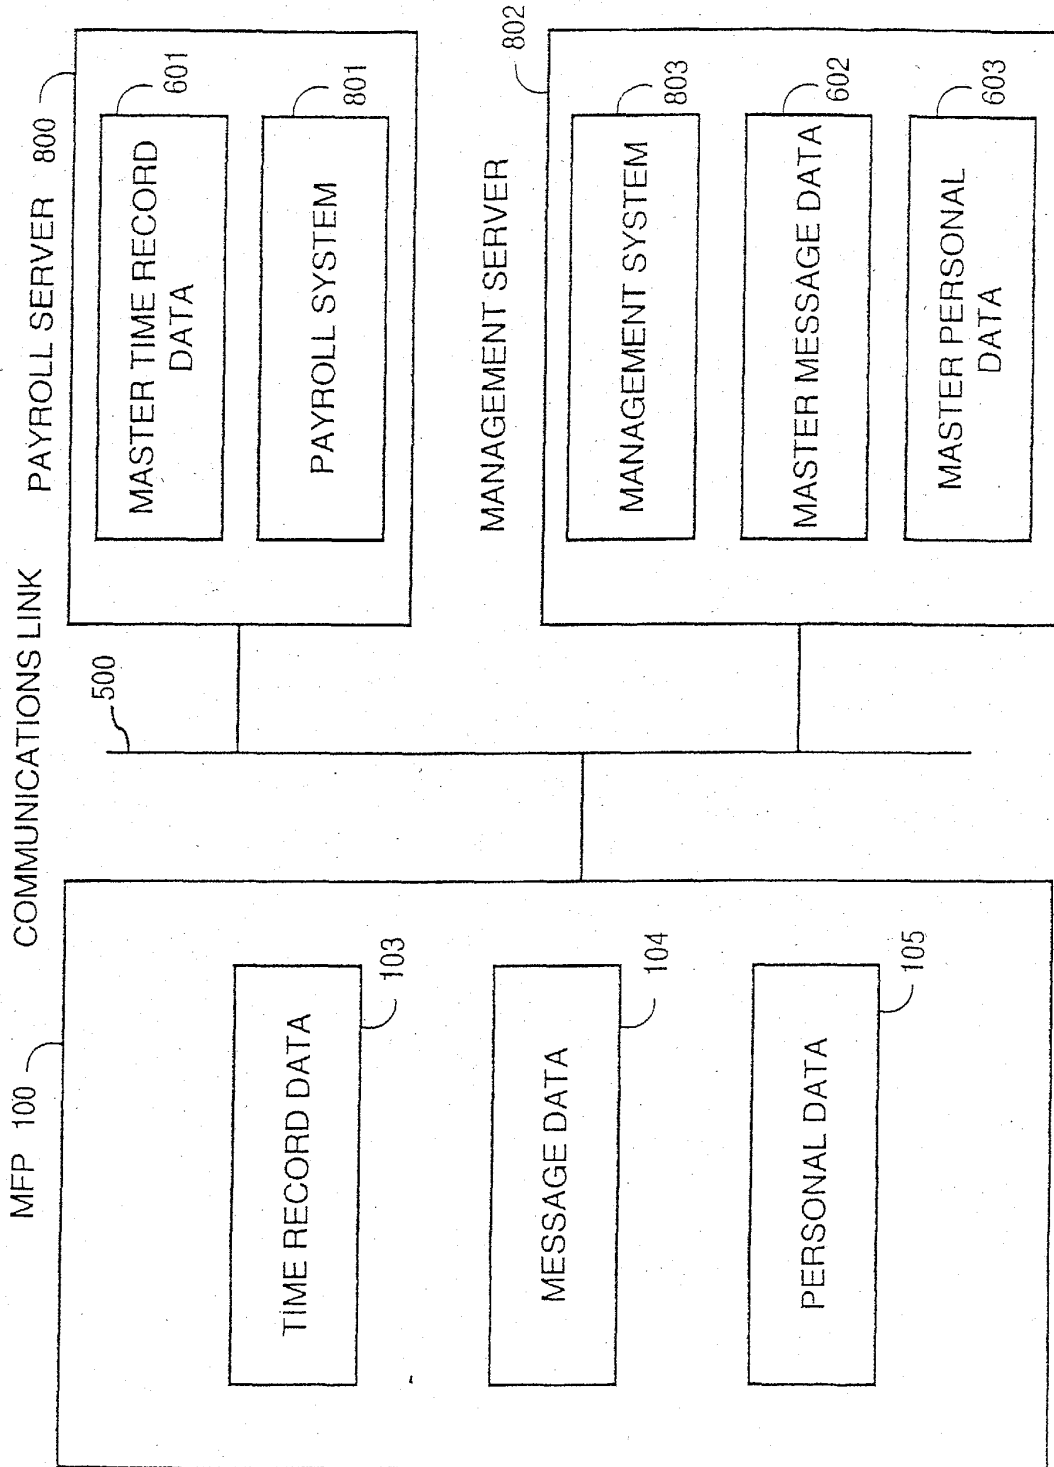 MFP 100
COMMUNICATIONS LINK
PAYROLL SERVER 800
500
TIME RECORD DATA
103
MESSAGE DATA
104
PERSONAL DATA
105
MASTER TIME RECORD
DATA
601
PAYROLL SYSTEM
801
MANAGEMENT SERVER
802
MANAGEMENT SYSTEM
803
MASTER MESSAGE DATA
602
MASTER PERSONAL
DATA
603